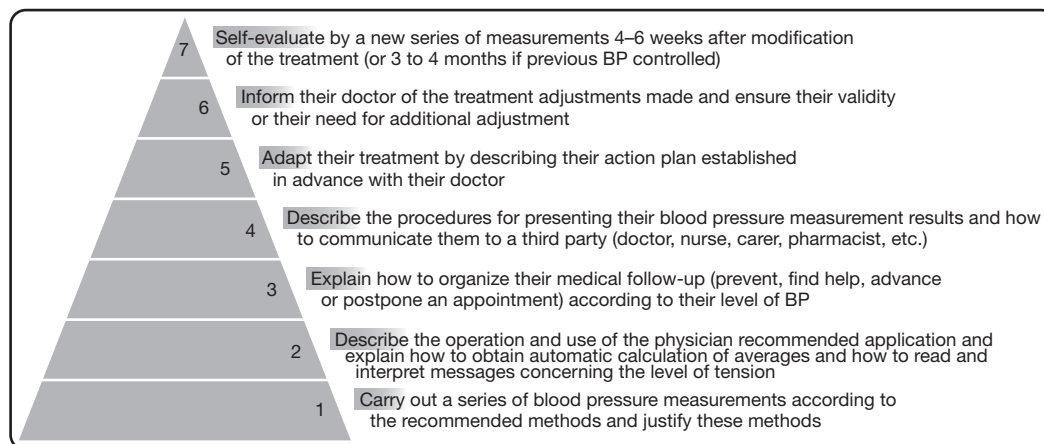 7
Self-evaluate by a new series of measurements 4–6 weeks after modification
of the treatment (or 3 to 4 months if previous BP controlled)
6
Inform their doctor of the treatment adjustments made and ensure their validity
or their need for additional adjustment
5
Adapt their treatment by describing their action plan established
in advance with their doctor
4
Describe the procedures for presenting their blood pressure measurement results and how
to communicate them to a third party (doctor, nurse, carer, pharmacist, etc.)
3
Explain how to organize their medical follow-up (prevent, find help, advance
or postpone an appointment) according to their level of BP
2
Describe the operation and use of the physician recommended application and
explain how to obtain automatic calculation of averages and how to read and
interpret messages concerning the level of tension
1
Carry out a series of blood pressure measurements according to
the recommended methods and justify these methods